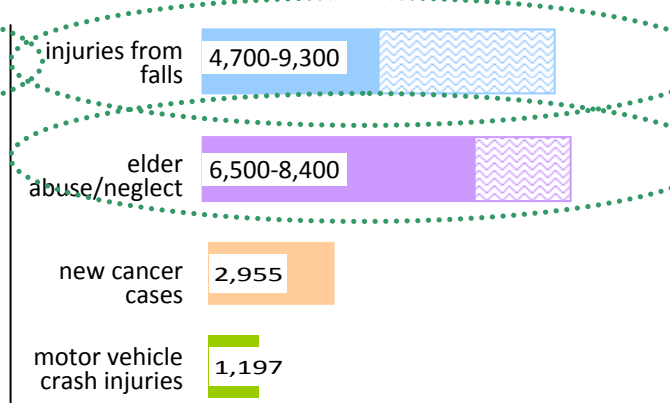 injuries from
falls
4,700-9,300
elder
abuse/neglect
6,500-8,400
new cancer
cases
2,955
motor vehicle
crash injuries
1,197